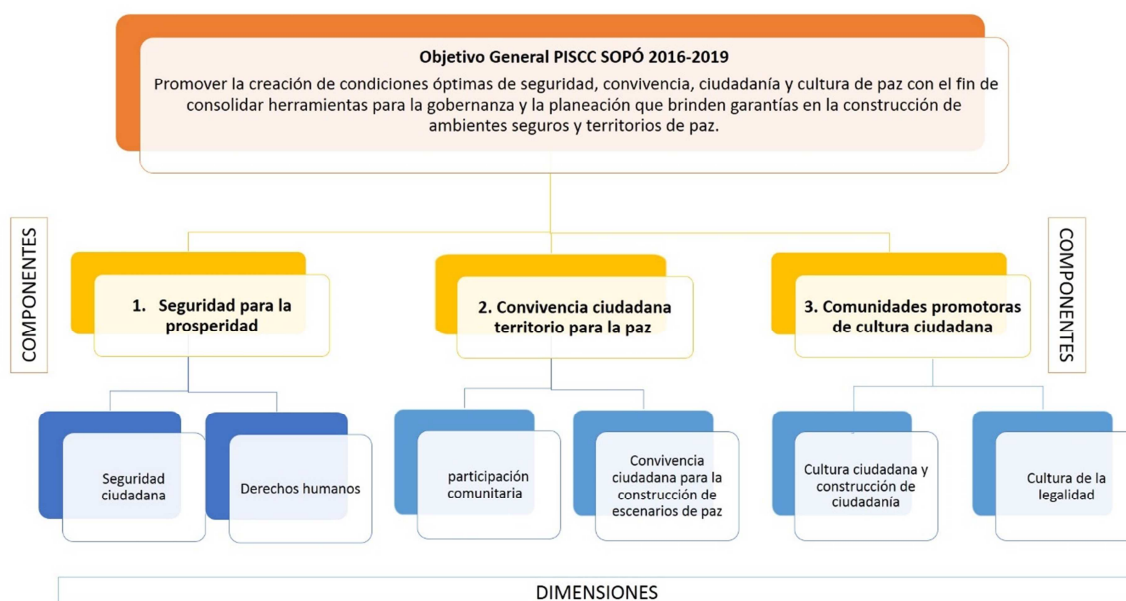 Objetivo General PISCC SOPÓ 2016-2019
Promover la creación de condiciones óptimas de seguridad, convivencia, ciudadanía y cultura de paz con el fin de
consolidar herramientas para la gobernanza y la planeación que brinden garantías en la construcción de
ambientes seguros y territorios de paz.
COMPONENTES
1. Seguridad para la
prosperidad
2. Convivencia ciudadana
territorio para la paz
3. Comunidades promotoras
de cultura ciudadana
COMPONENTES
Seguridad
ciudadana
Derechos humanos
participación
comunitaria
Convivencia
ciudadana para la
construcción de
escenarios de paz
Cultura ciudadana y
construcción de
ciudadanía
Cultura de la
legalidad
DIMENSIONES